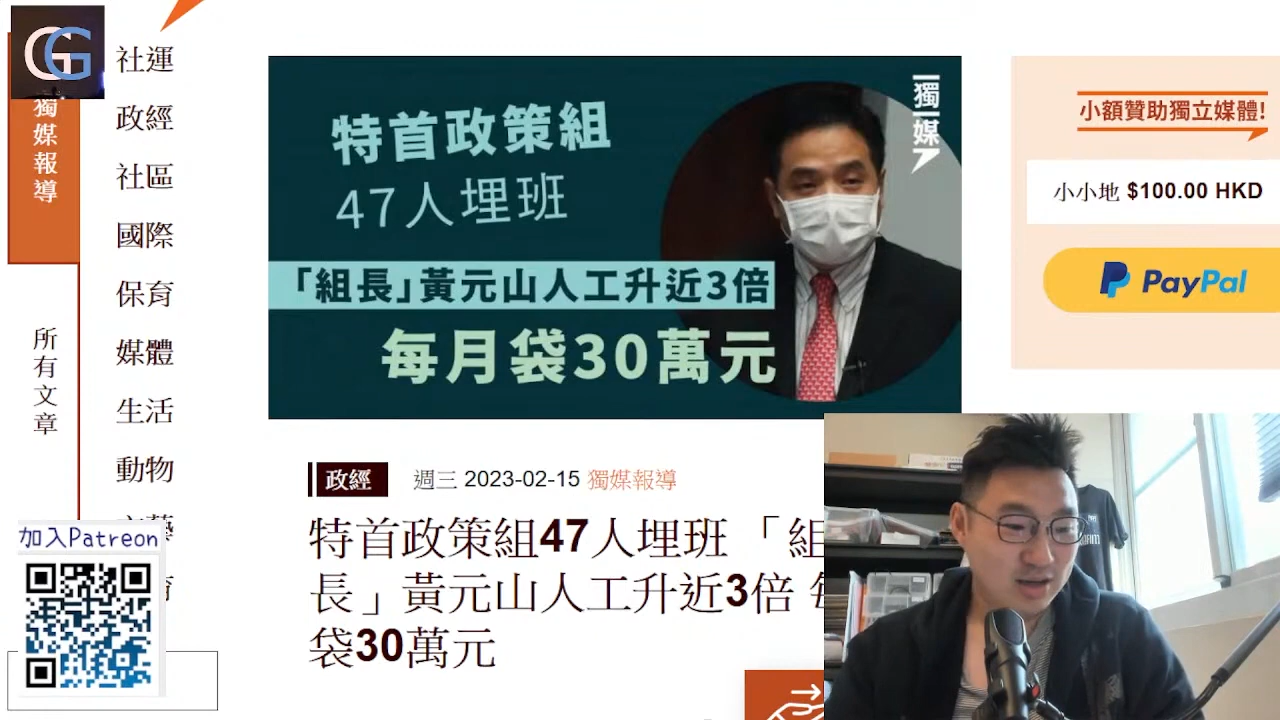 GG
獨媒報導
所有文章
社運
政經
社區
國際
保育
媒體
生活
動物
加入Patreon
特首政策組
47人埋班
「組長」黃元山人工升近3倍
每月袋30萬元
獨媒
小額贊助獨立媒體!
小小地 $100.00 HKD
PayPal
政經 週三 2023-02-15 獨媒報導
特首政策組47人埋班 「組
長」黃元山人工升近3倍
袋30萬元